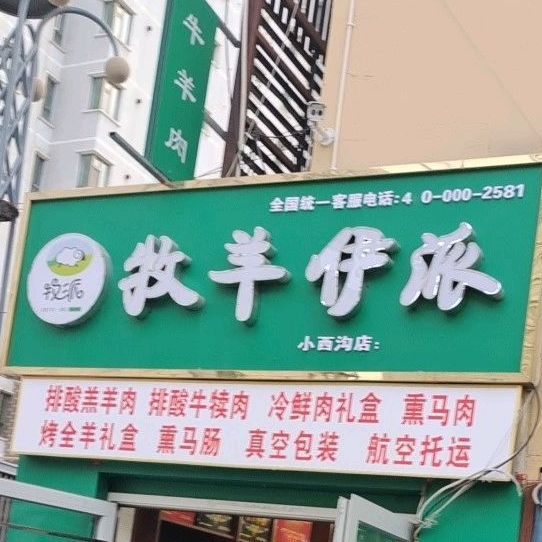 牛羊肉
全国统一客服电话:4 0-000-2581
牧羊伊派
小西沟店:
排酸羔羊肉 排酸牛犊肉 冷鲜肉礼盒 熏马肉
烤全羊礼盒 熏马肠 真空包装 航空托运